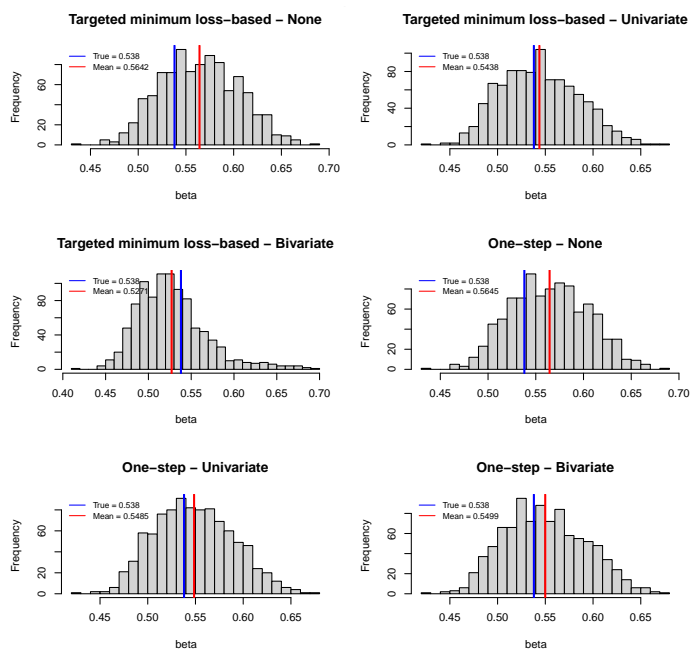 Targeted minimum loss−based − None
True = 0.538
Mean = 0.5642
Frequency
0 20 60
0.45 0.50 0.55 0.60 0.65 0.70
beta
Targeted minimum loss−based − Univariate
True = 0.538
Mean = 0.5438
Frequency
0 40 80
0.45 0.50 0.55 0.60 0.65
beta
Targeted minimum loss−based − Bivariate
True = 0.538
Mean = 0.5271
Frequency
0 40 80
0.40 0.45 0.50 0.55 0.60 0.65 0.70
beta
One−step − None
True = 0.538
Mean = 0.5645
Frequency
0 20 60
0.45 0.50 0.55 0.60 0.65 0.70
beta
One−step − Univariate
True = 0.538
Mean = 0.5485
Frequency
0 20 60
0.45 0.50 0.55 0.60 0.65
beta
One−step − Bivariate
True = 0.538
Mean = 0.5499
Frequency
0 20 60
0.45 0.50 0.55 0.60 0.65
beta